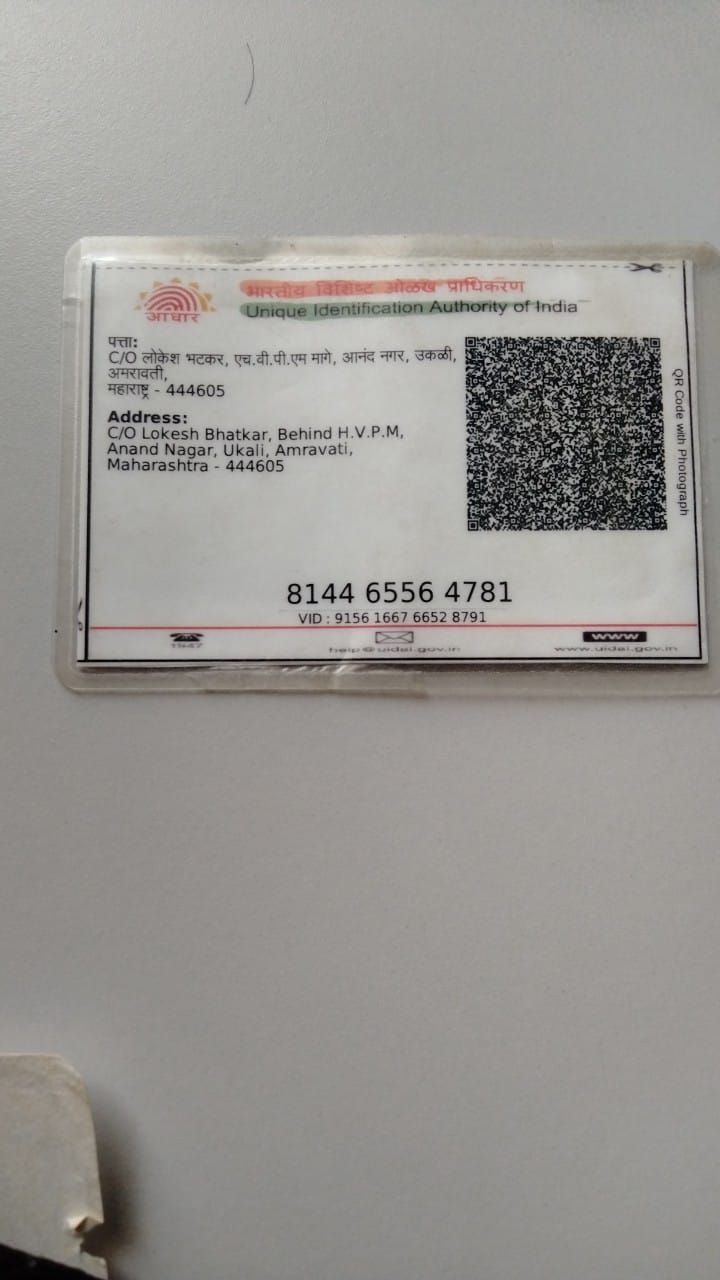 आधार
भारतीय विशिष्ट ओळख प्राधिकरण
Unique Identification Authority of India
पत्ता:
C/O लोकेश भटकर, एच.वी.पी.एम मागे, आनंद नगर, उकळी,
अमरावती,
महाराष्ट्र - 444605
Address:
C/O Lokesh Bhatkar, Behind H.V.P.M,
Anand Nagar, Ukali, Amravati,
Maharashtra - 444605
QR Code with Photograph
8144 6556 4781
VID : 9156 1667 6652 8791
1947
help@uidai.gov.in
www
www.uidai.gov.in